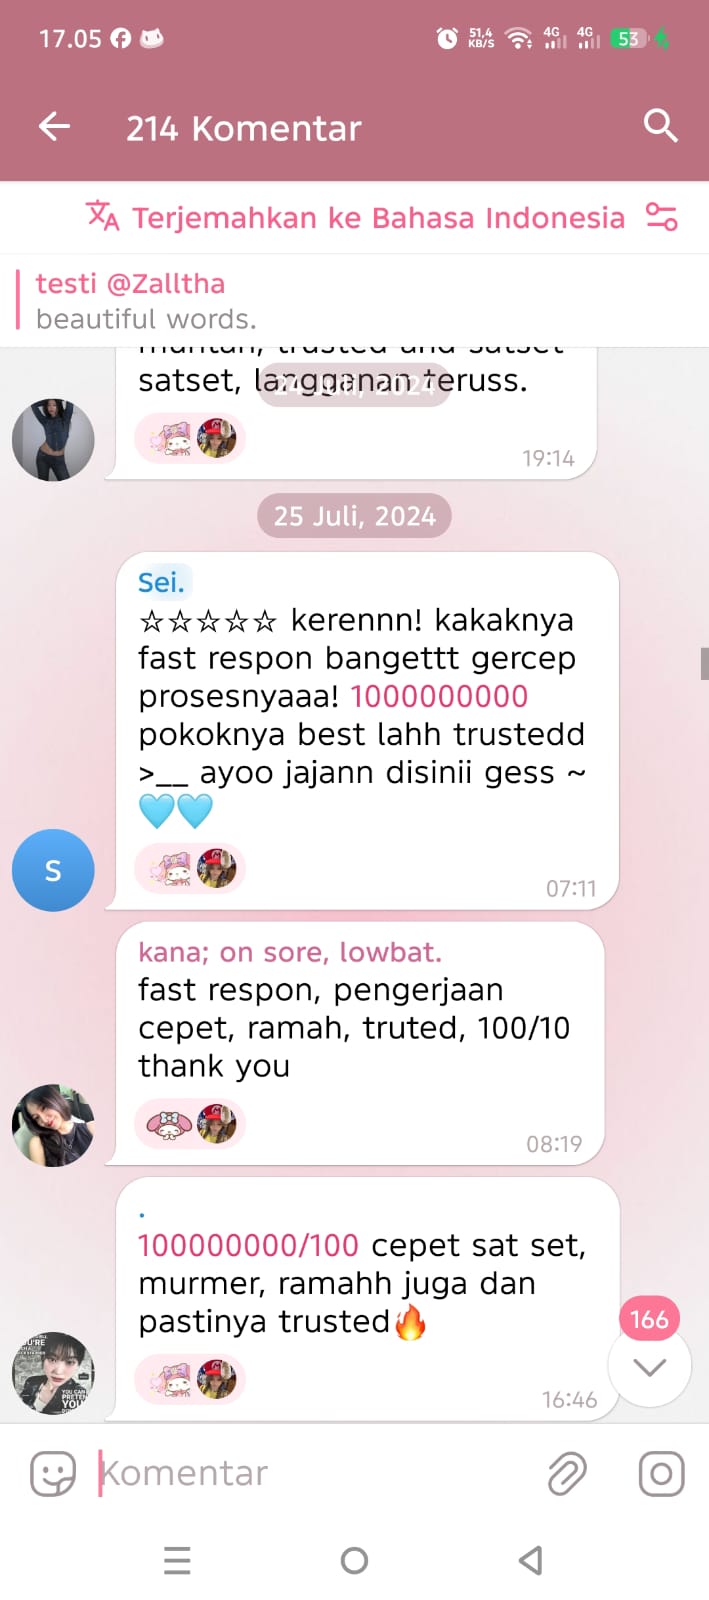 17.05
51,4
KB/S
4G
4G
53
214 Komentar
Terjemahkan ke Bahasa Indonesia
testi @Zalltha
beautiful words.
satset, langganan teruss.
24 Juli, 2024
19:14
25 Juli, 2024
Sei.
☆☆☆☆☆ kerennn! kakaknya
fast respon bangettt gercep
prosesnyaaa! 1000000000
pokoknya best lahh trustedd
>__ ayoo jajann disinii gess ~
🩵🩵
S
07:11
kana; on sore, lowbat.
fast respon, pengerjaan
cepet, ramah, truted, 100/10
thank you
08:19
.
100000000/100 cepet sat set,
murmer, ramahh juga dan
pastinya trusted🔥
166
16:46
Komentar